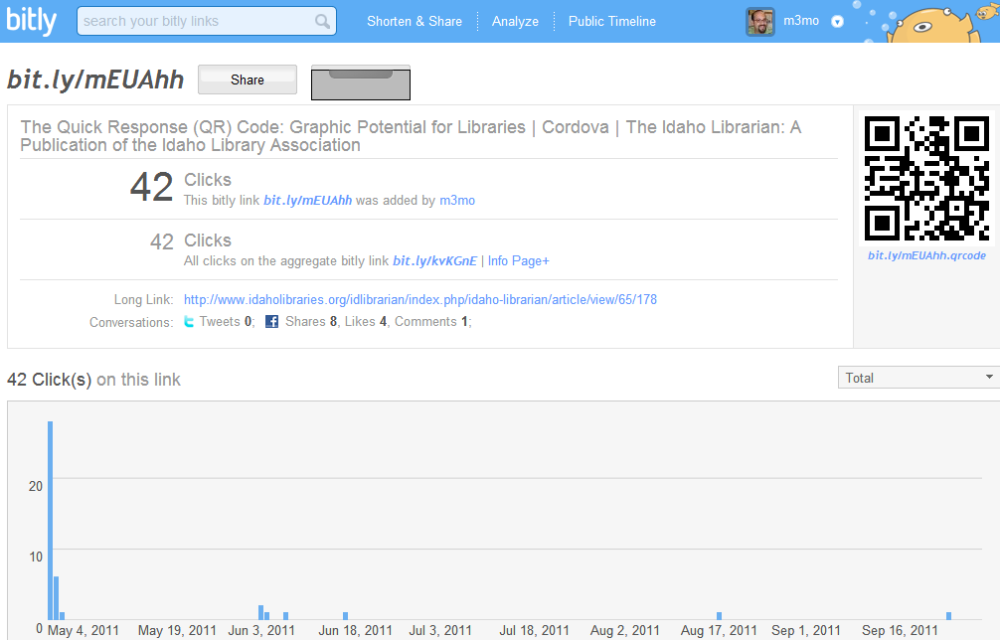 bitly
search your bitly links
Shorten & Share
Analyze
Public Timeline
m3mo
bit.ly/mEUAhh
Share
The Quick Response (QR) Code: Graphic Potential for Libraries | Cordova | The Idaho Librarian: A
Publication of the Idaho Library Association
42 Clicks
This bitly link bit.ly/mEUAhh was added by m3mo
42 Clicks
All clicks on the aggregate bitly link bit.ly/kvKGnE | Info Page+
Long Link: http://www.idaholibraries.org/idlibrarian/index.php/idaho-librarian/article/view/65/178
Conversations: Tweets 0; Shares 8, Likes 4, Comments 1;
bit.ly/mEUAhh.qrcode
42 Click(s) on this link
Total
20
10
0
May 4, 2011 May 19, 2011 Jun 3, 2011 Jun 18, 2011 Jul 3, 2011 Jul 18, 2011 Aug 2, 2011 Aug 17, 2011 Sep 1, 2011 Sep 16, 2011